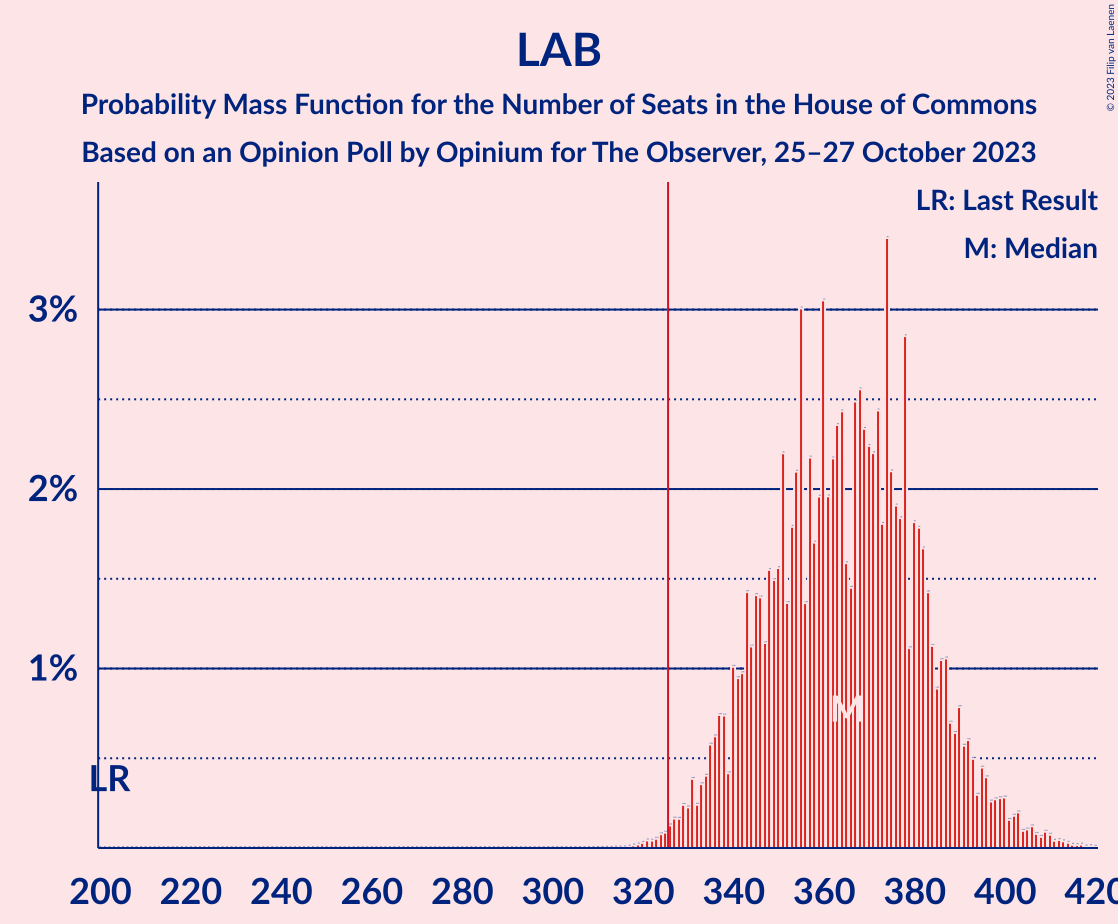 LAB
Probability Mass Function for the Number of Seats in the House of Commons
Based on an Opinion Poll by Opinium for The Observer, 25–27 October 2023
© 2023 Filip van Laenen
LR: Last Result
M: Median
3%
2%
1%
M
LR
200 220 240 260 280 300 320 340 360 380 400 420